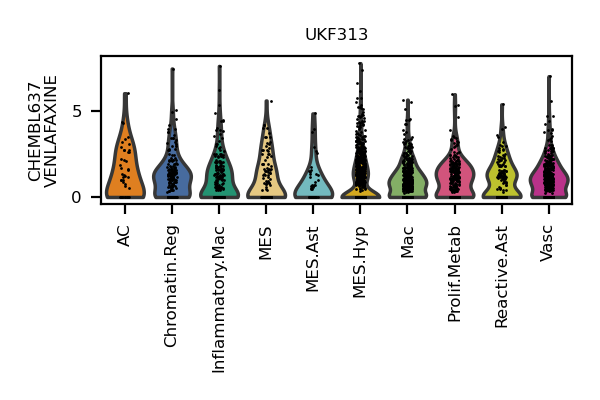 UKF313
CHEMBL637
VENLAFAXINE
5
0
AC
Chromatin.Reg
Inflammatory.Mac
MES
MES.Ast
MES.Hyp
Mac
Prolif.Metab
Reactive.Ast
Vasc